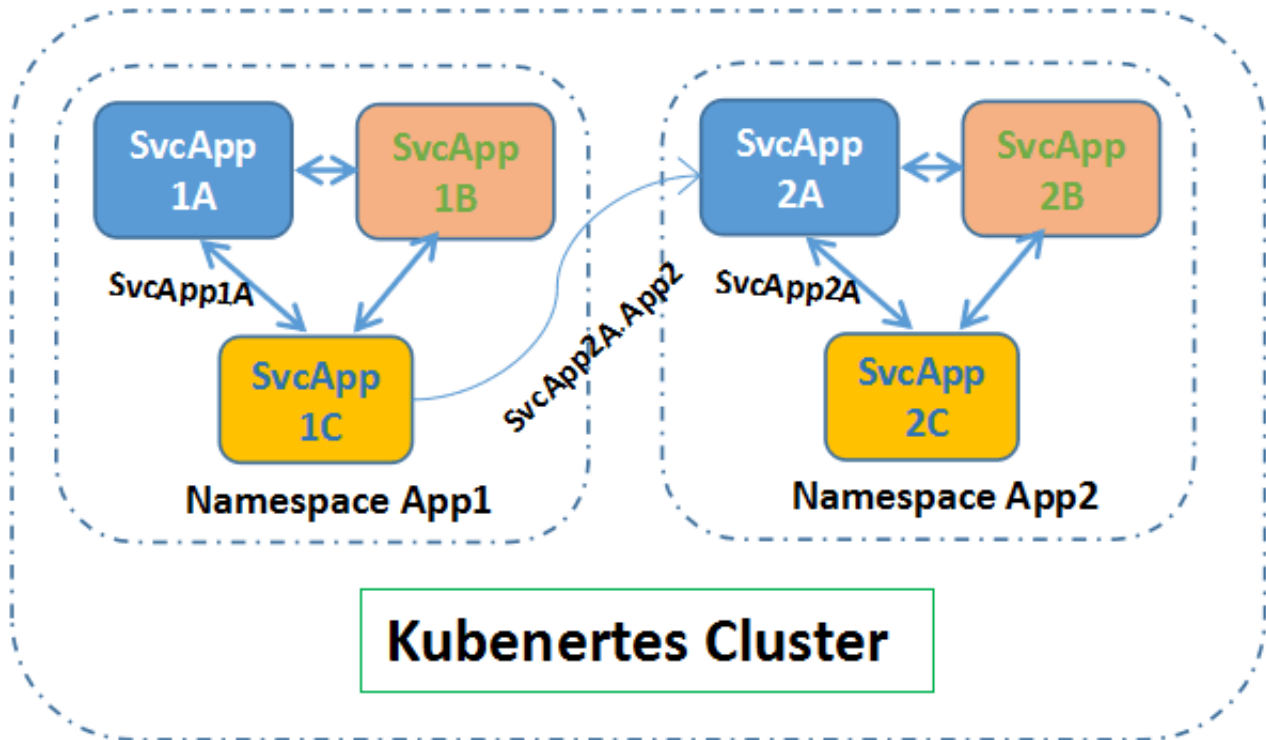 SvcApp
1A
SvcApp
1B
SvcApp1A
SvcApp
1C
Namespace App1
SvcApp2A.App2
SvcApp
2A
SvcApp
2B
SvcApp2A
SvcApp
2C
Namespace App2
Kubenertes Cluster